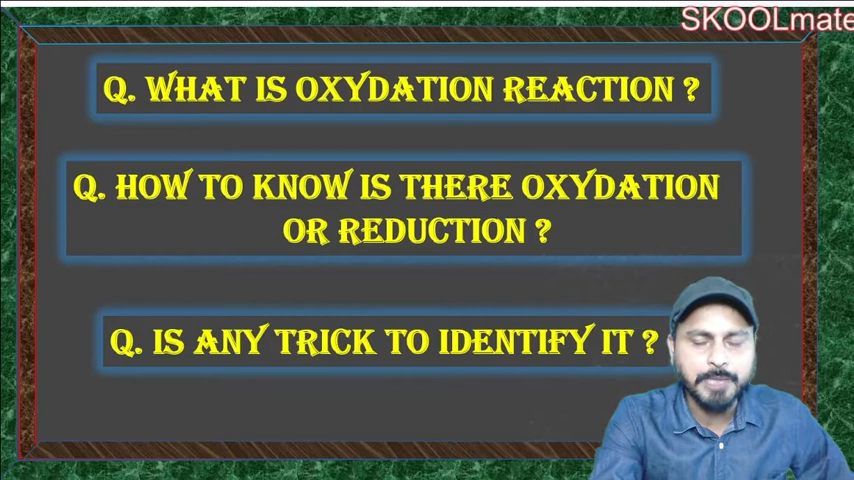 SKOOLmate
Q. WHAT IS OXYDATION REACTION ?
Q. HOW TO KNOW IS THERE OXYDATION
OR REDUCTION ?
Q. IS ANY TRICK TO IDENTIFY IT ?